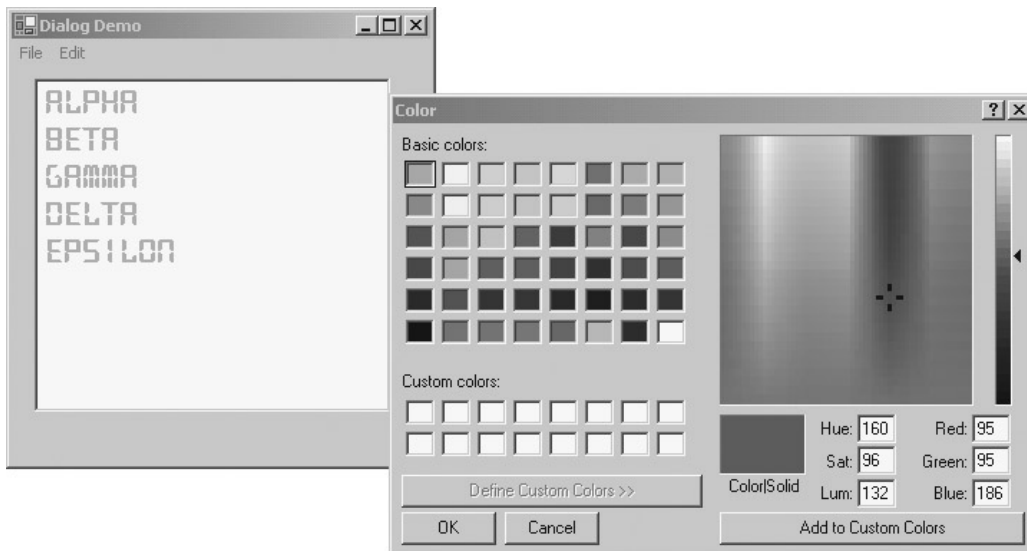 Dialog Demo
File Edit
ALPHA
BETA
GAMMA
DELTA
EPSILON
Color
Basic colors:
Custom colors:
Define Custom Colors >>
OK Cancel
Color|Solid
Hue: 160 Red: 95
Sat: 96 Green: 95
Lum: 132 Blue: 186
Add to Custom Colors